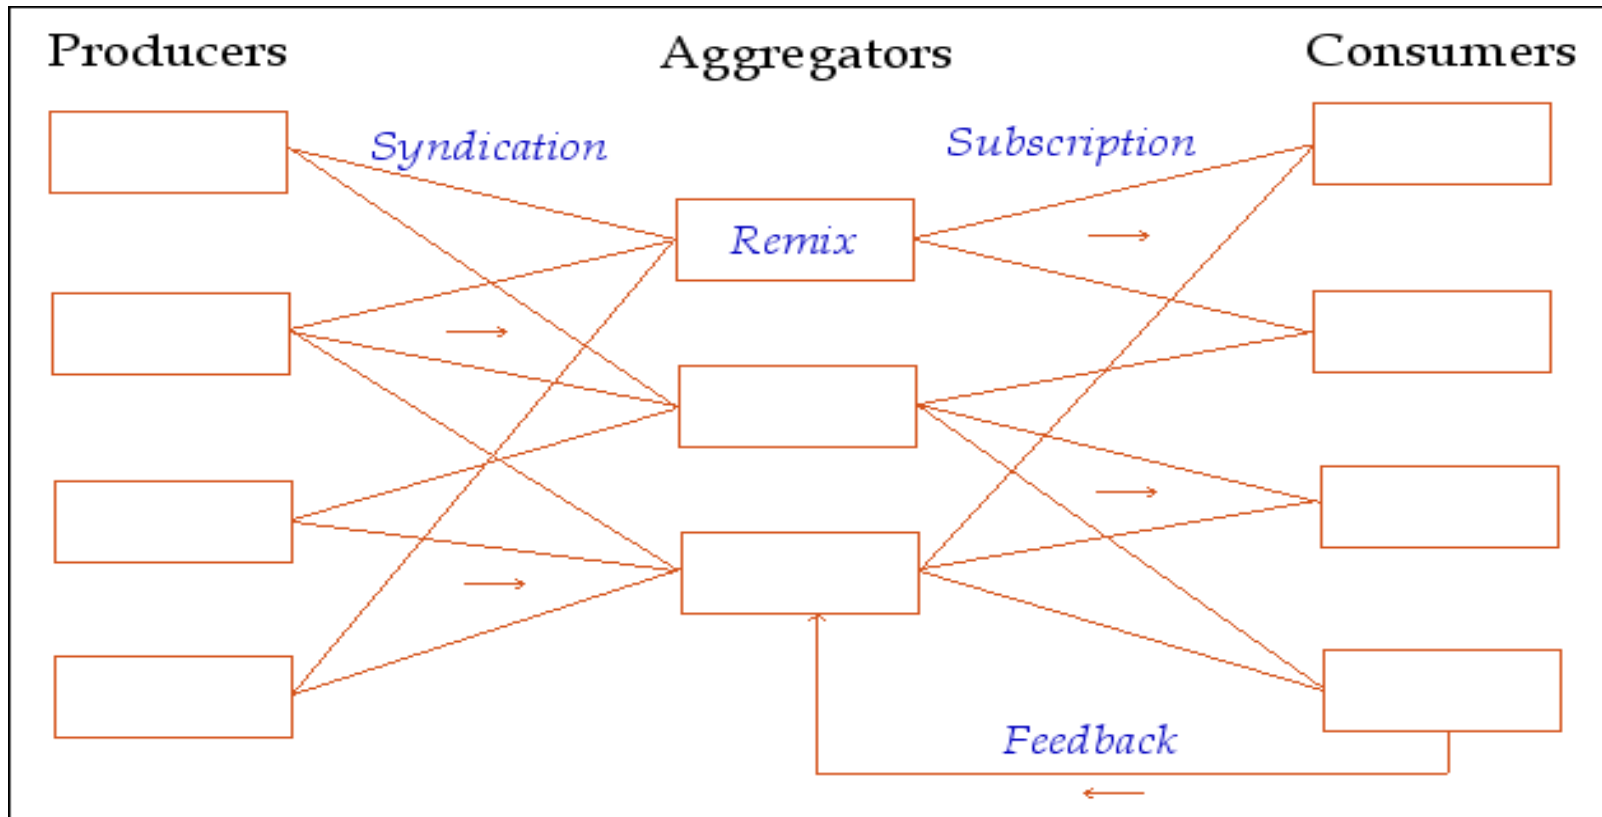 Producers
Aggregators
Consumers
Syndication
Subscription
Remix
Feedback